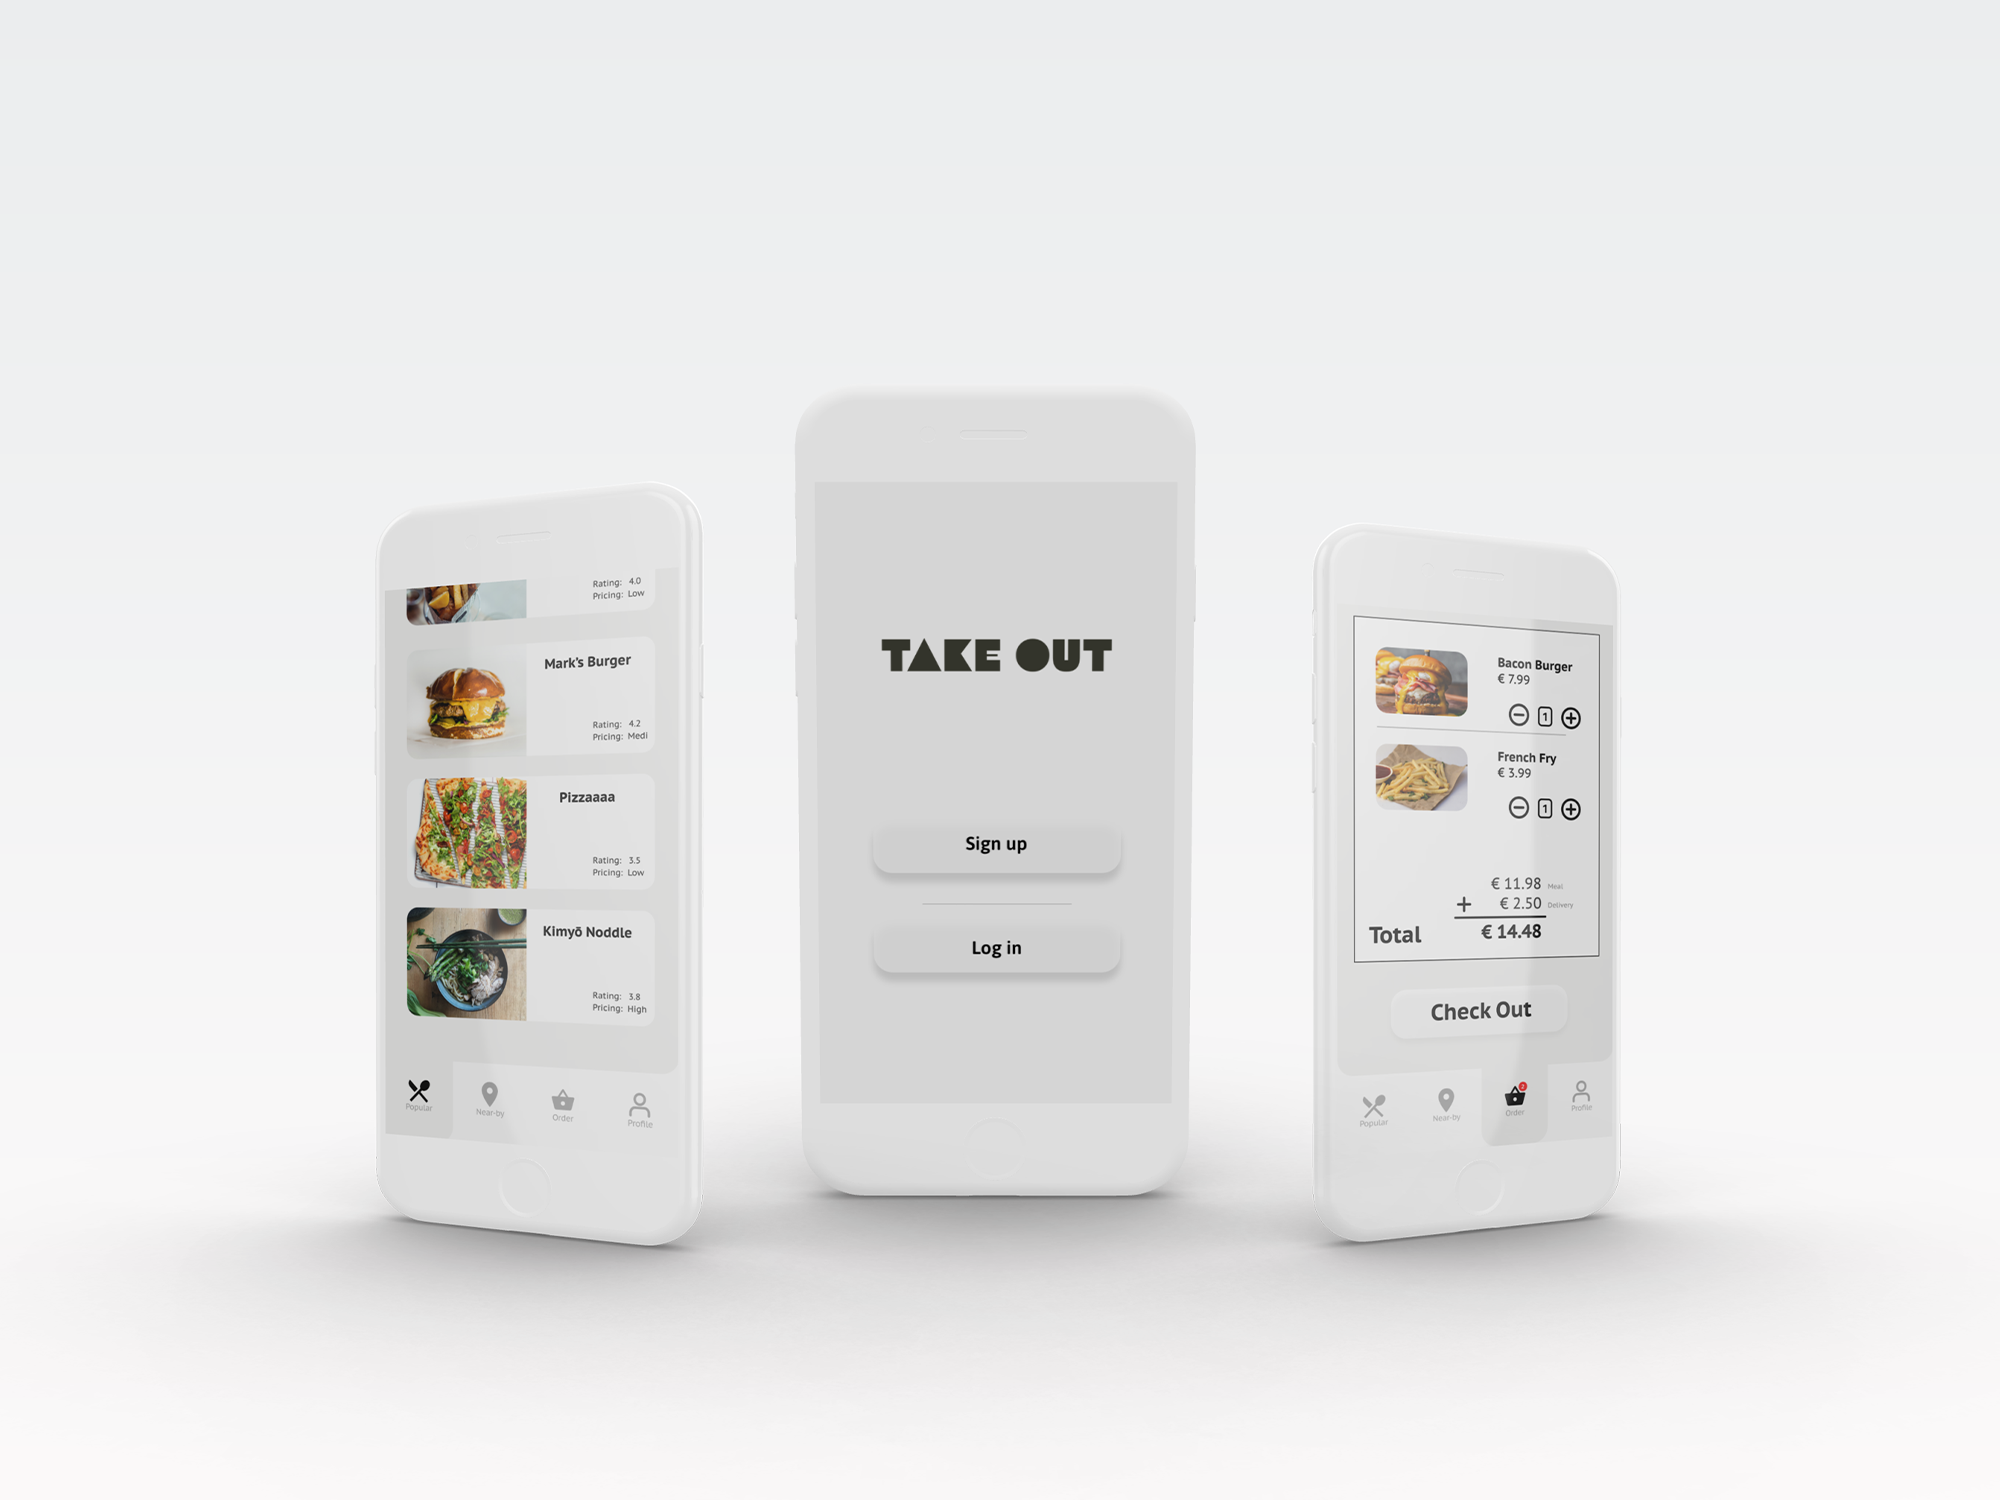 Rating: 4.0
Pricing: Low
Mark's Burger
Rating: 4.2
Pricing: Medi
Pizzaaaa
Rating: 3.5
Pricing: Low
Kimyō Noddle
Rating: 3.8
Pricing: High
Popular
Near-by
Order
Profile
TAKE OUT
Sign up
Log in
Bacon Burger
€ 7.99
1
French Fry
€ 3.99
1
€ 11.98 Meal
+ € 2.50 Delivery
Total € 14.48
Check Out
Popular
Near-by
2
Order
Profile